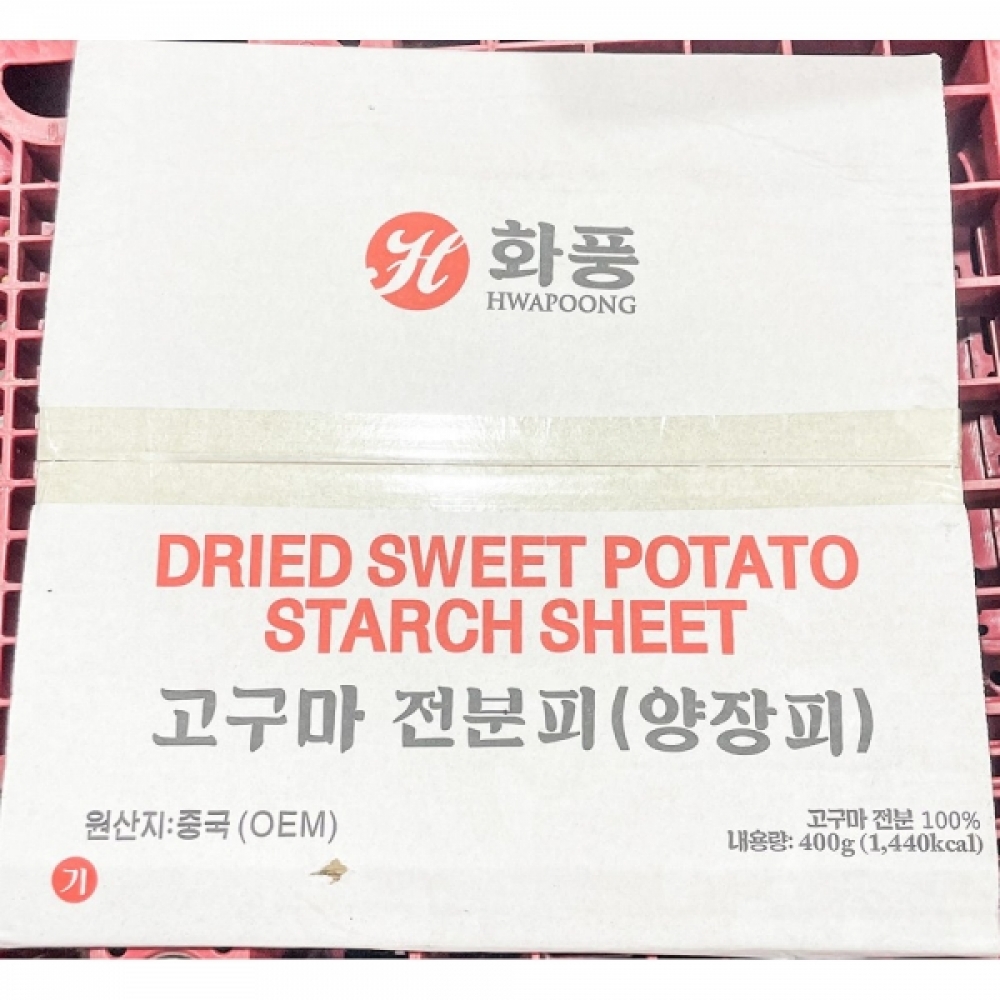 H 화풍
HWAPOONG
DRIED SWEET POTATO
STARCH SHEET
고구마 전분피(양장피)
원산지:중국(OEM)
고구마 전분 100%
내용량: 400g (1,440kcal)
기